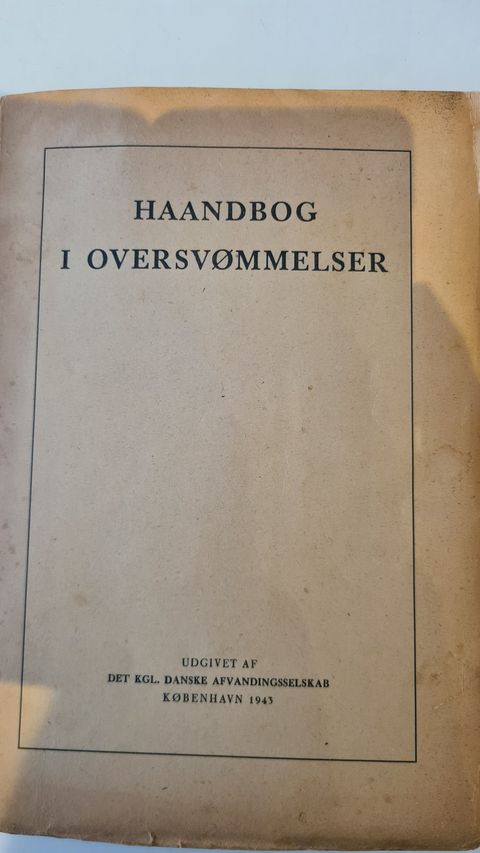 HAANDBOG
I OVERSVØMMELSER
UDGIVET AF
DET KGL. DANSKE AFVANDINGSSELSKAB
KØBENHAVN 1943